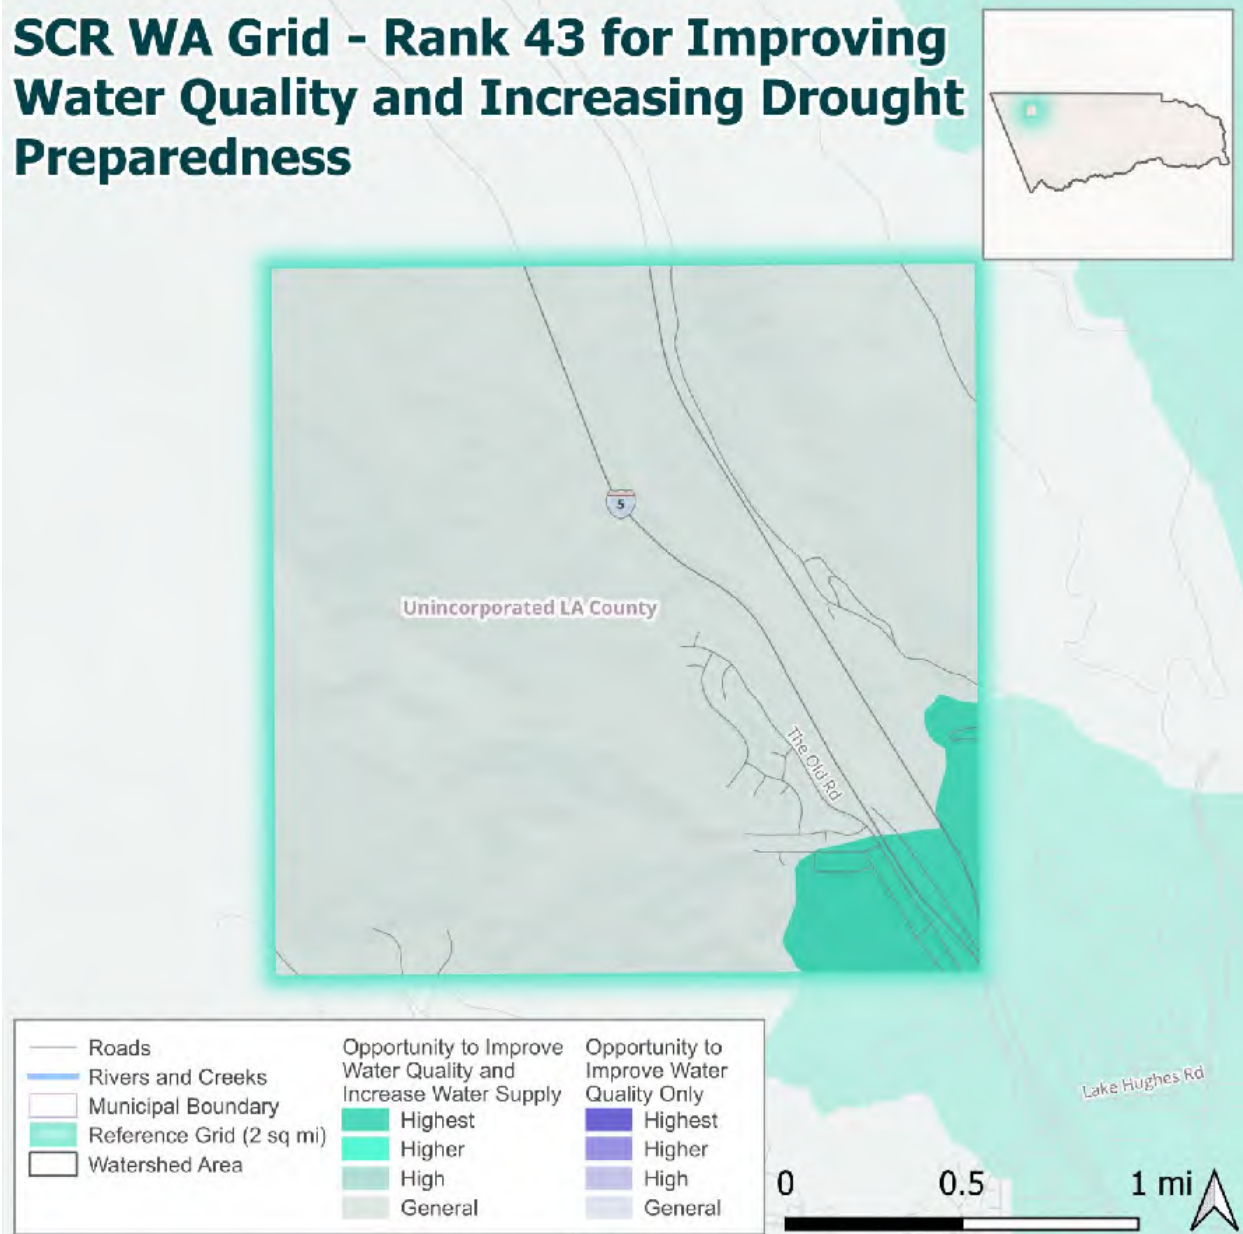 SCR WA Grid - Rank 43 for Improving
Water Quality and Increasing Drought
Preparedness
5
Unincorporated LA County
The Old Rd
Lake Hughes Rd
Roads
Rivers and Creeks
Municipal Boundary
Reference Grid (2 sq mi)
Watershed Area
Opportunity to Improve
Water Quality and
Increase Water Supply
Highest
Higher
High
General
Opportunity to
Improve Water
Quality Only
Highest
Higher
High
General
0 0.5 1 mi